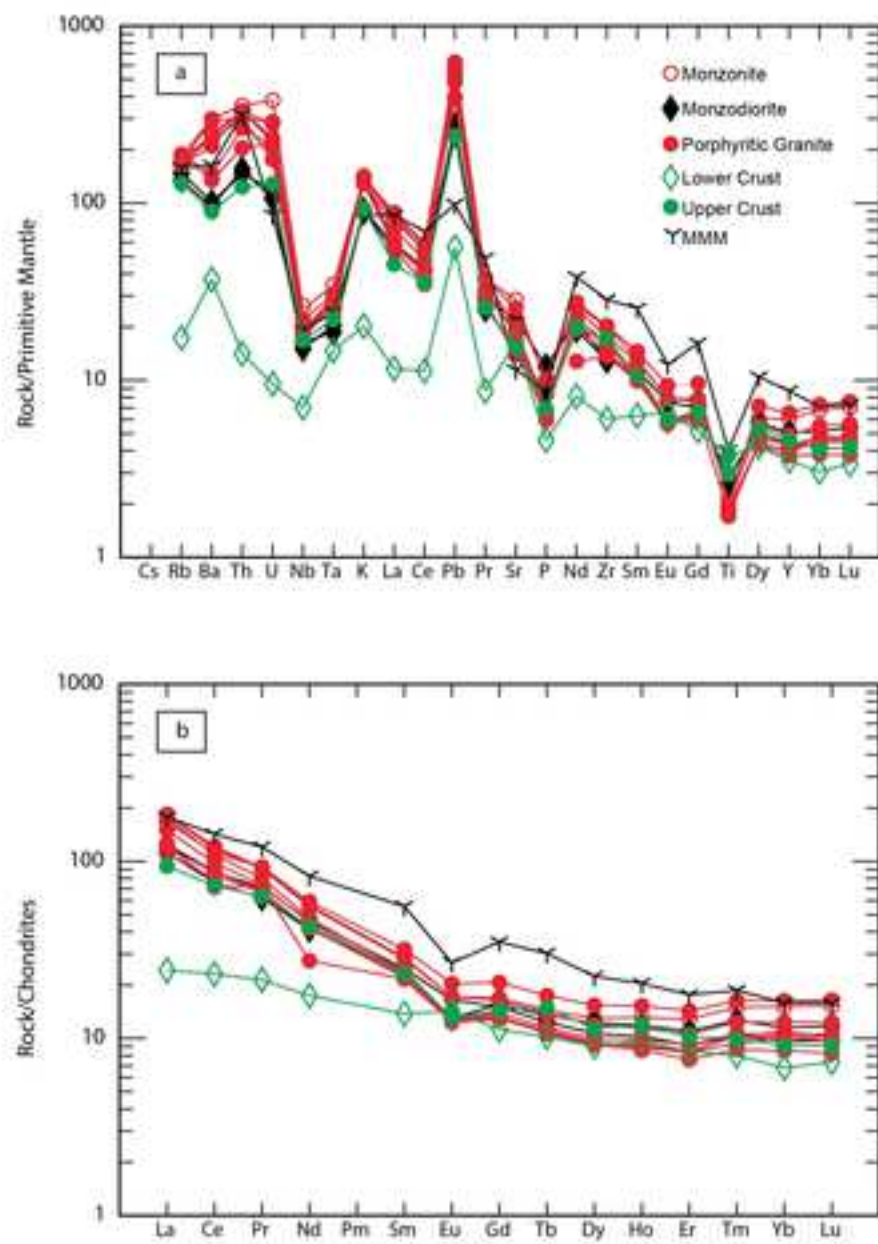 1000
a
Monzonite
Monzodiorite
Porphyritic Granite
Lower Crust
Upper Crust
MMM
100
10
1
Rock/Primitive Mantle
Cs Rb Ba Th U Nb Ta K La Ce Pb Pr Sr P Nd Zr Sm Eu Gd Ti Dy Y Yb Lu
1000
b
100
10
1
Rock/Chondrites
La Ce Pr Nd Pm Sm Eu Gd Tb Dy Ho Er Tm Yb Lu